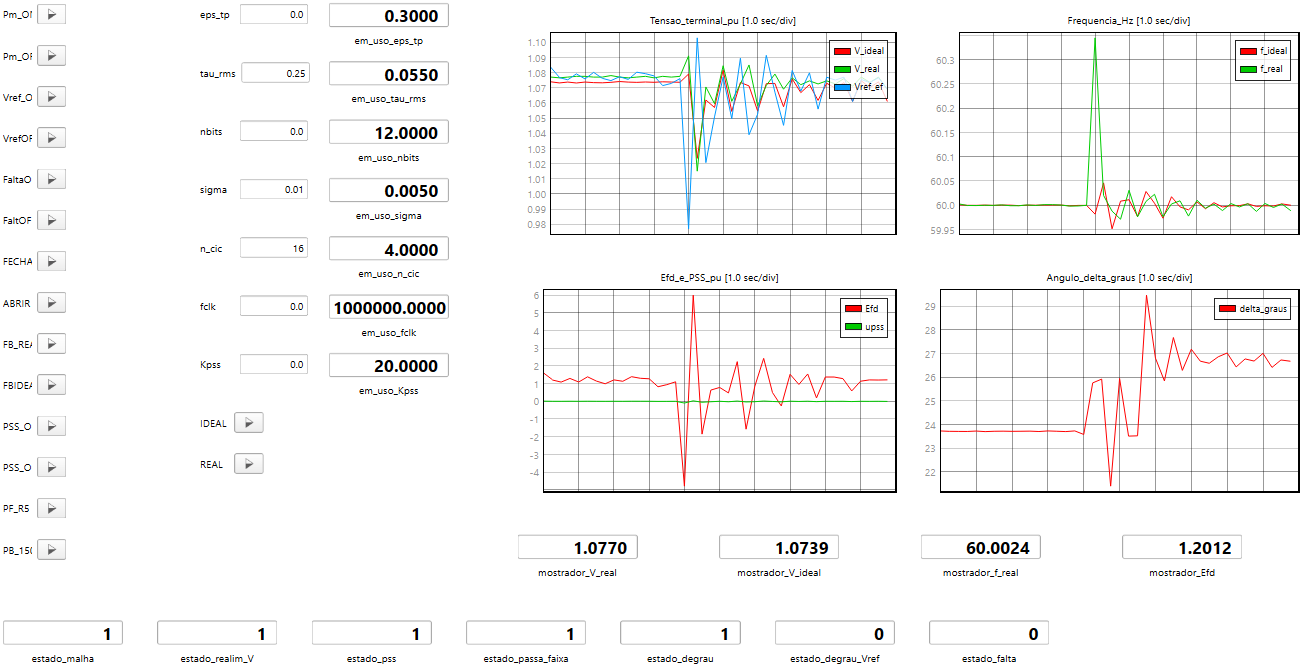 Pm_O
Pm_OF
Vref_O
VrefOF
FaltaO
FaltOF
FECHA
ABRIR
FB_REA
FBIDEA
PSS_O
PSS_O
PF_R5
PB_150
eps_tp 0.0
0.3000
em_uso_eps_tp
tau_rms 0.25
0.0550
em_uso_tau_rms
nbits 0.0
12.0000
em_uso_nbits
sigma 0.01
0.0050
em_uso_sigma
n_cic 16
4.0000
em_uso_n_cic
fclk 0.0
1000000.0000
em_uso_fclk
Kpss 0.0
20.0000
em_uso_Kpss
IDEAL
REAL
Tensao_terminal_pu [1.0 sec/div]
1.10
1.09
1.08
1.07
1.06
1.05
1.04
1.03
1.02
1.01
1.00
0.99
0.98
V_ideal
V_real
Vref_ef
Frequencia_Hz [1.0 sec/div]
60.3
60.25
60.2
60.15
60.1
60.05
60.0
59.95
f_ideal
f_real
Efd_e_PSS_pu [1.0 sec/div]
6
5
4
3
2
1
0
-1
-2
-3
-4
Efd
upss
Angulo_delta_graus [1.0 sec/div]
29
28
27
26
25
24
23
22
delta_graus
1.0770
mostrador_V_real
1.0739
mostrador_V_ideal
60.0024
mostrador_f_real
1.2012
mostrador_Efd
1
estado_malha
1
estado_realim_V
1
estado_pss
1
estado_passa_faixa
1
estado_degrau
0
estado_degrau_Vref
0
estado_falta